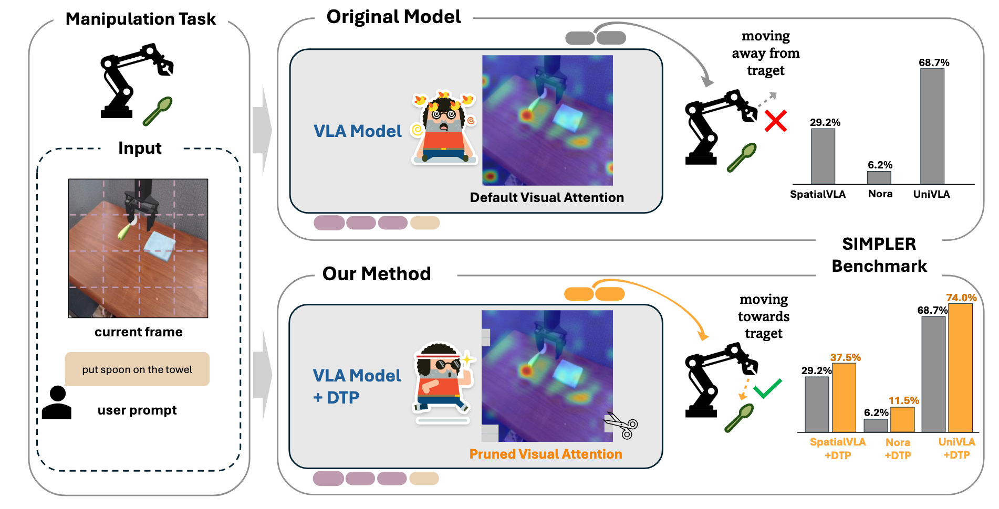 Manipulation Task
Input
current frame
put spoon on the towel
user prompt
Original Model
VLA Model
Default Visual Attention
moving
away from
traget
29.2%
6.2%
68.7%
SpatialVLA
Nora
UniVLA
SIMPLER
Benchmark
Our Method
VLA Model
+ DTP
Pruned Visual Attention
moving
towards
traget
29.2%
37.5%
6.2%
11.5%
68.7%
74.0%
SpatialVLA
+DTP
Nora
+DTP
UniVLA
+DTP